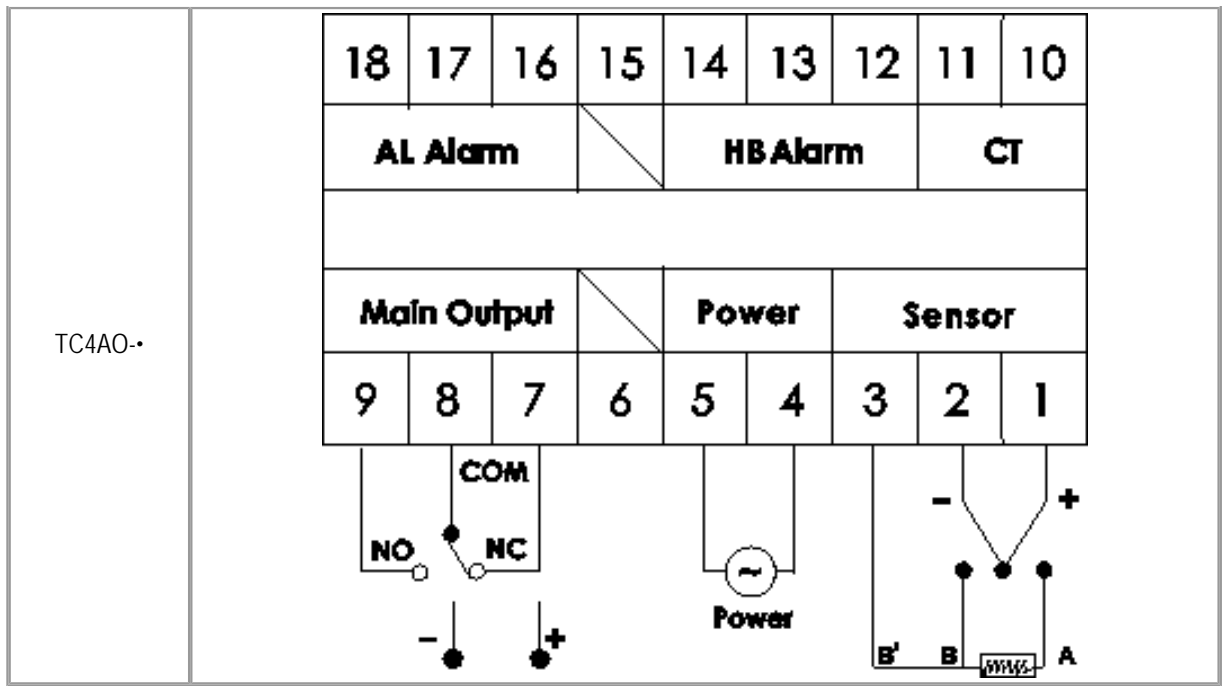 18 17 16 15 14 13 12 11 10
AL Alarm HB Alarm CT
Main Output Power Sensor
TC4AO-•
9 8 7 6 5 4 3 2 1
COM
- +
NO NC
~
Power
- +
B' B A